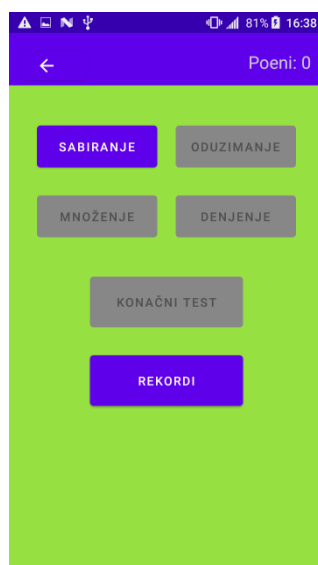 81% 16:38
Poeni: 0
SABIRANJE ODUZIMANJE
MNOŽENJE DENJENJE
KONAČNI TEST
REKORDI